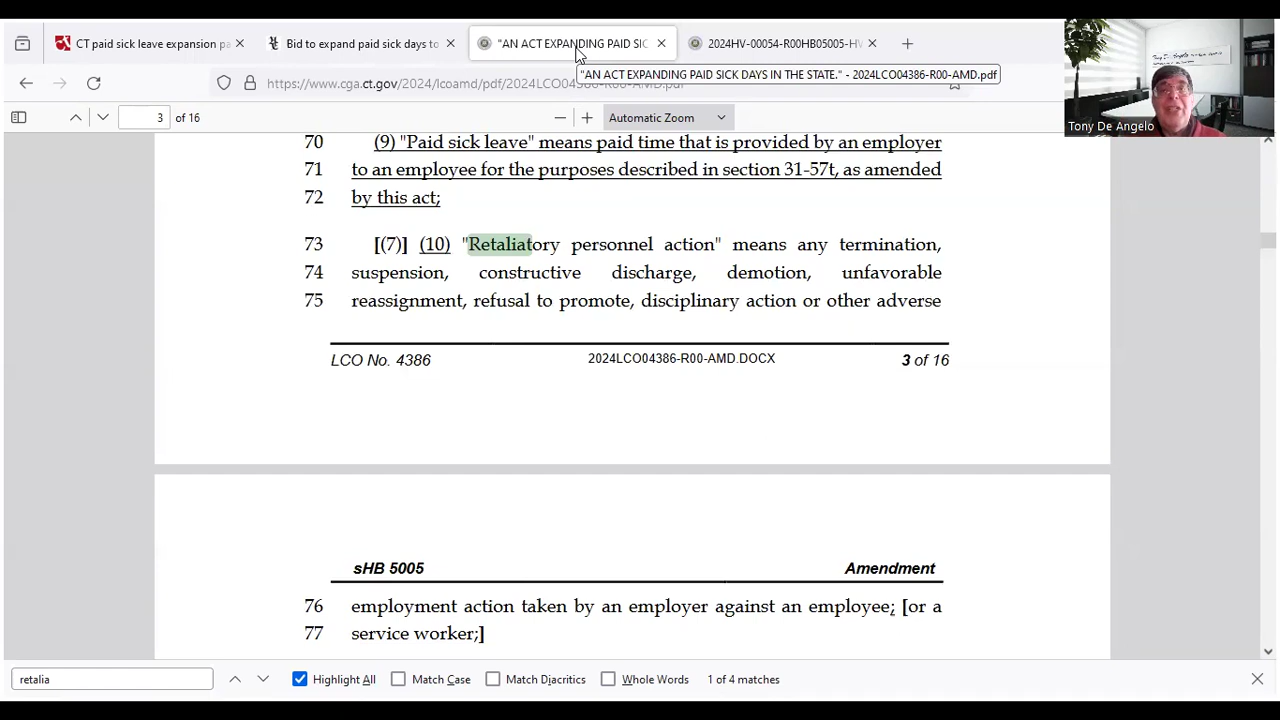 CT paid sick leave expansion pa
Bid to expand paid sick days to
"AN ACT EXPANDING PAID SIC
2024HV-00054-R00HB05005-HV
"AN ACT EXPANDING PAID SICK DAYS IN THE STATE." - 2024LCO04386-R00-AMD.pdf
https://www.cga.ct.gov/2024/lcoamd/pdf/2024LCO04386-R00-AMD.pdf
3 of 16
Automatic Zoom
Tony De Angelo
70 (9) "Paid sick leave" means paid time that is provided by an employer
71 to an employee for the purposes described in section 31-57t, as amended
72 by this act;
73 [(7)] (10) "Retaliatory personnel action" means any termination,
74 suspension, constructive discharge, demotion, unfavorable
75 reassignment, refusal to promote, disciplinary action or other adverse
LCO No. 4386 2024LCO04386-R00-AMD.DOCX 3 of 16
sHB 5005 Amendment
76 employment action taken by an employer against an employee; [or a
77 service worker;]
retalia
Highlight All Match Case Match Diacritics Whole Words 1 of 4 matches